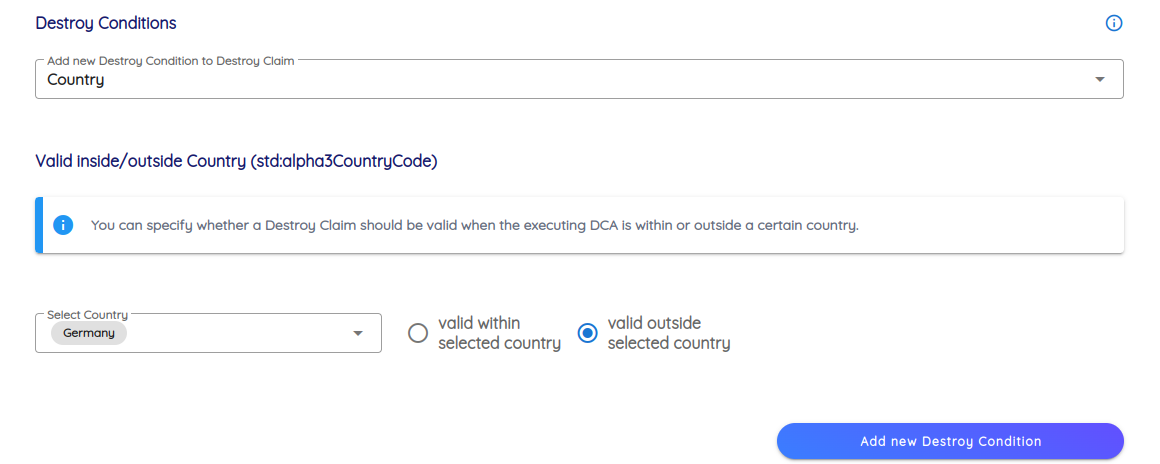 Destroy Conditions
Add new Destroy Condition to Destroy Claim
Country
Valid inside/outside Country (std:alpha3CountryCode)
You can specify whether a Destroy Claim should be valid when the executing DCA is within or outside a certain country.
Select Country
Germany
valid within
selected country
valid outside
selected country
Add new Destroy Condition